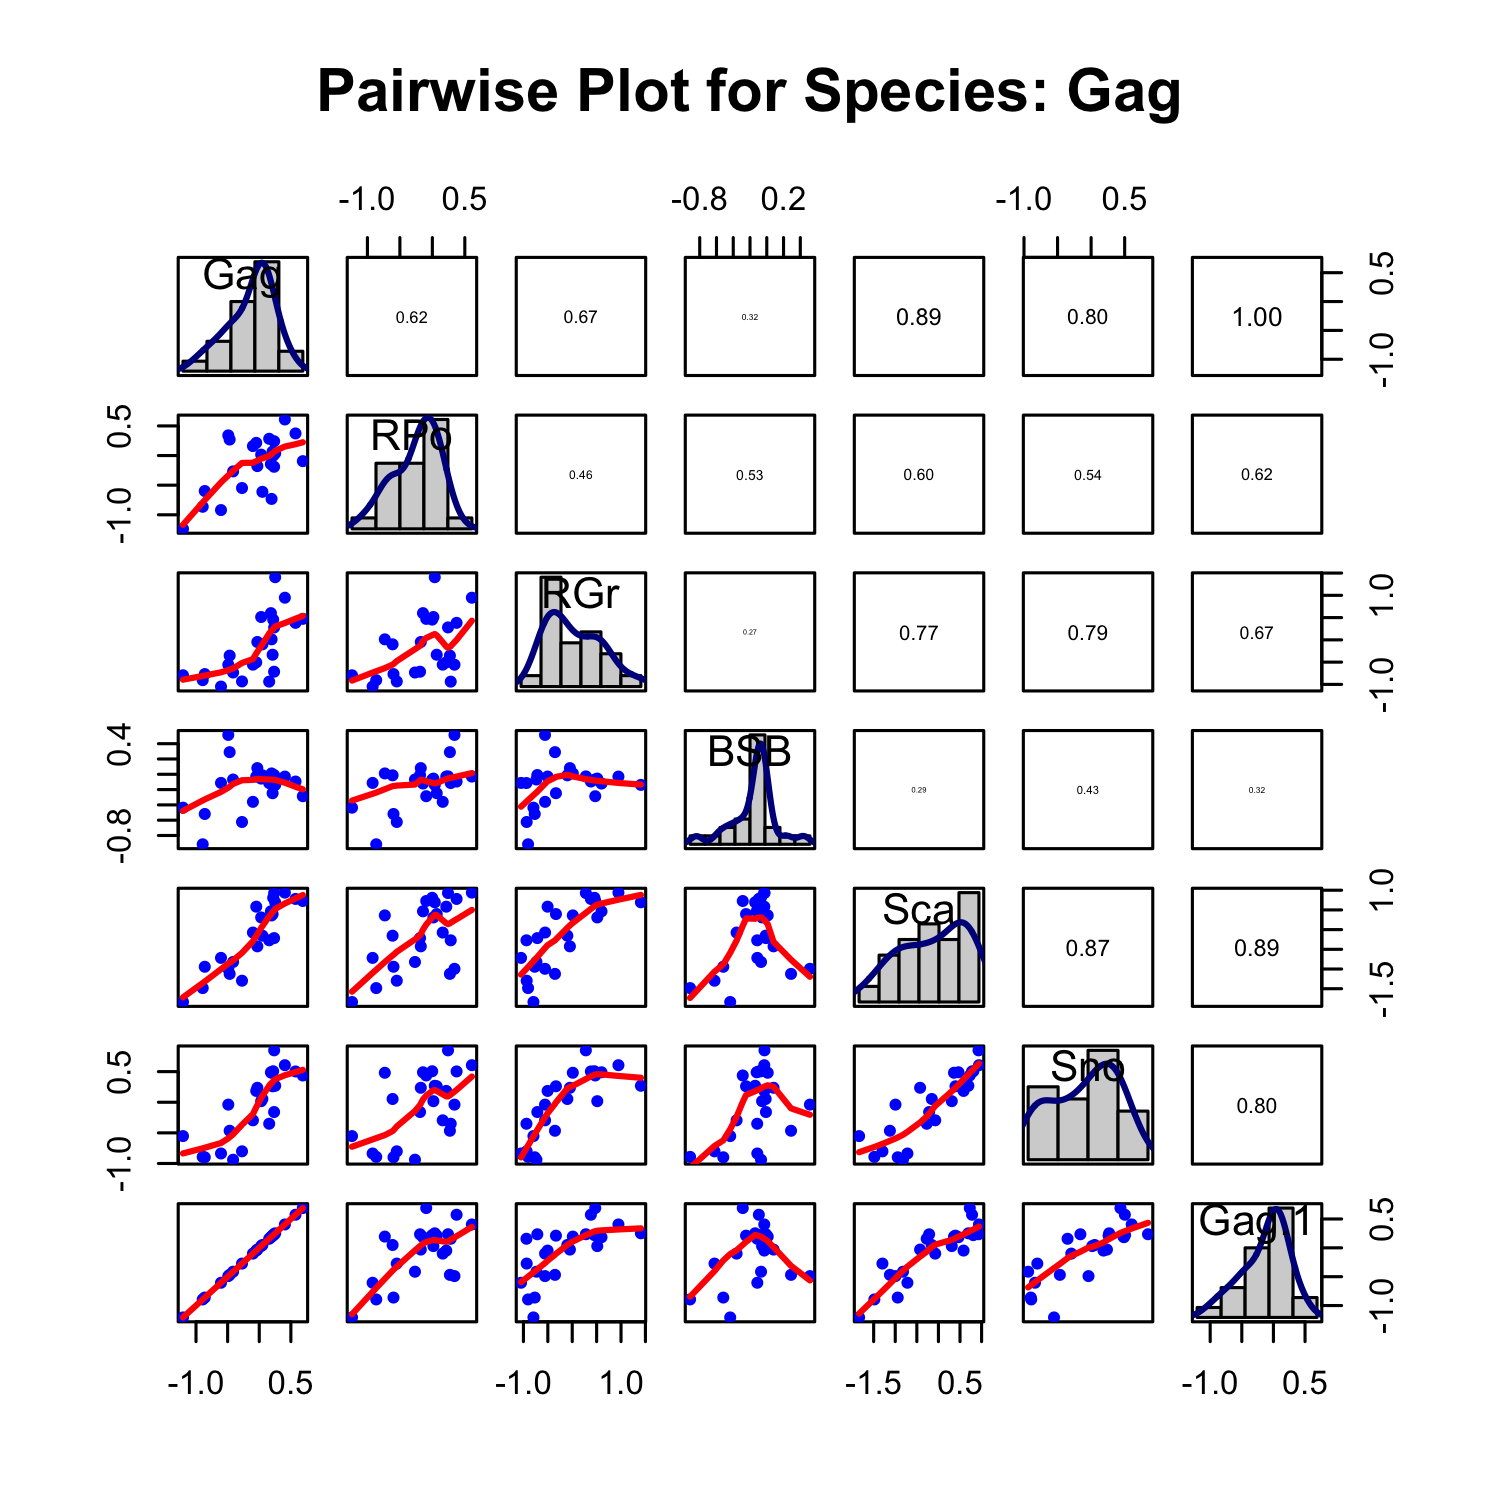 Pairwise Plot for Species: Gag
-1.0 0.5 -0.8 0.2 -1.0 0.5
Gag 0.62 0.67 0.32 0.89 0.80 1.00 -1.0 0.5
-1.0 0.5 RPo 0.46 0.53 0.60 0.54 0.62
RGr 0.27 0.77 0.79 0.67 -1.0 1.0
-0.8 0.4 BSB 0.29 0.43 0.32
Sca 0.87 0.89 -1.5 1.0
-1.0 0.5 Sno 0.80
Gag.1 -1.0 0.5
-1.0 0.5 -1.0 1.0 -1.5 0.5 -1.0 0.5